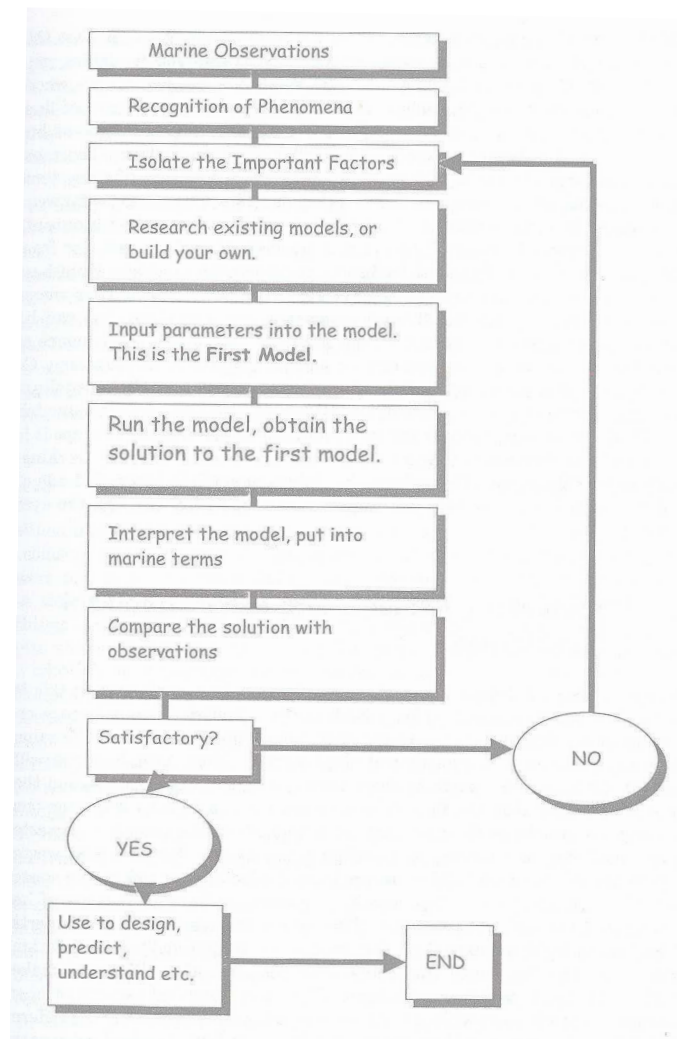 Marine Observations
Recognition of Phenomena
Isolate the Important Factors
Research existing models, or
build your own.
Input parameters into the model.
This is the First Model.
Run the model, obtain the
solution to the first model.
Interpret the model, put into
marine terms
Compare the solution with
observations
Satisfactory?
NO
YES
Use to design,
predict,
understand etc.
END